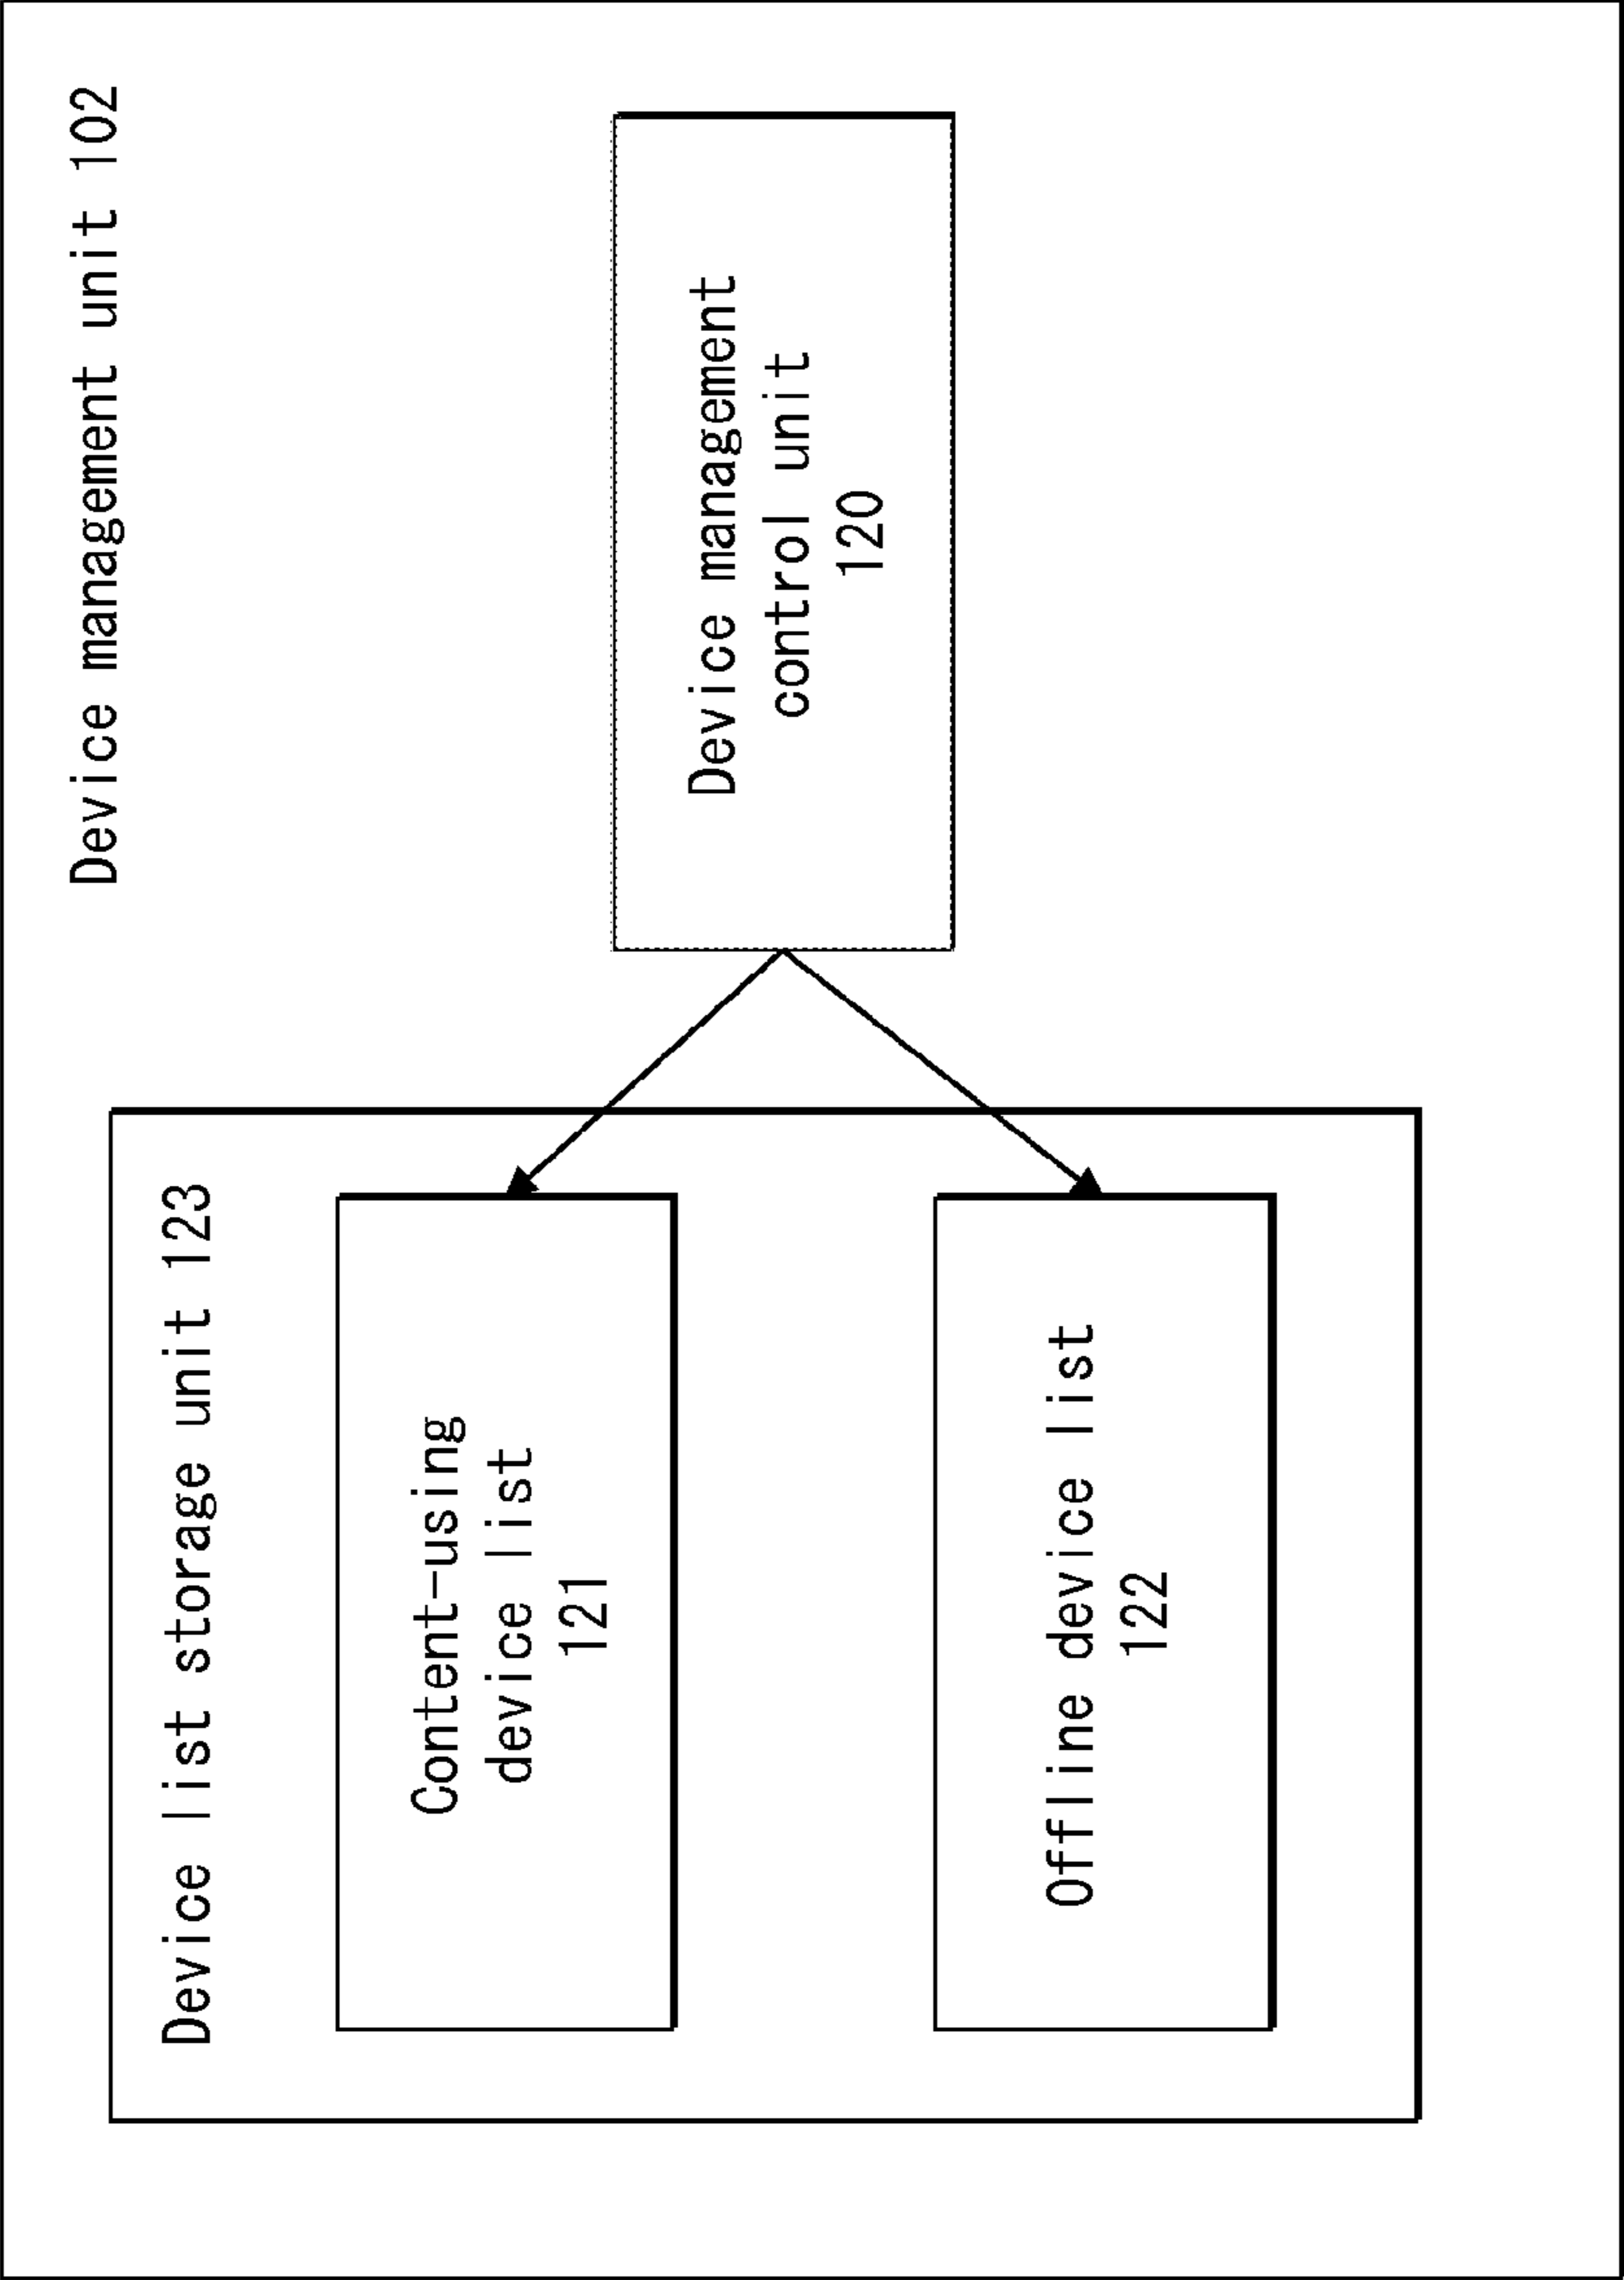 Device management unit 102
Device list storage unit 123
Content-using
device list
121
Offline device list
122
Device management
control unit
120